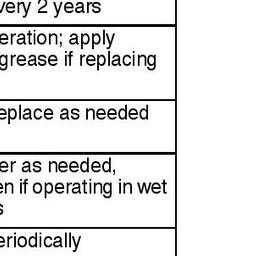 very 2 years
eration; apply
grease if replacing
eplace as needed
er as needed,
en if operating in wet
s
eriodically